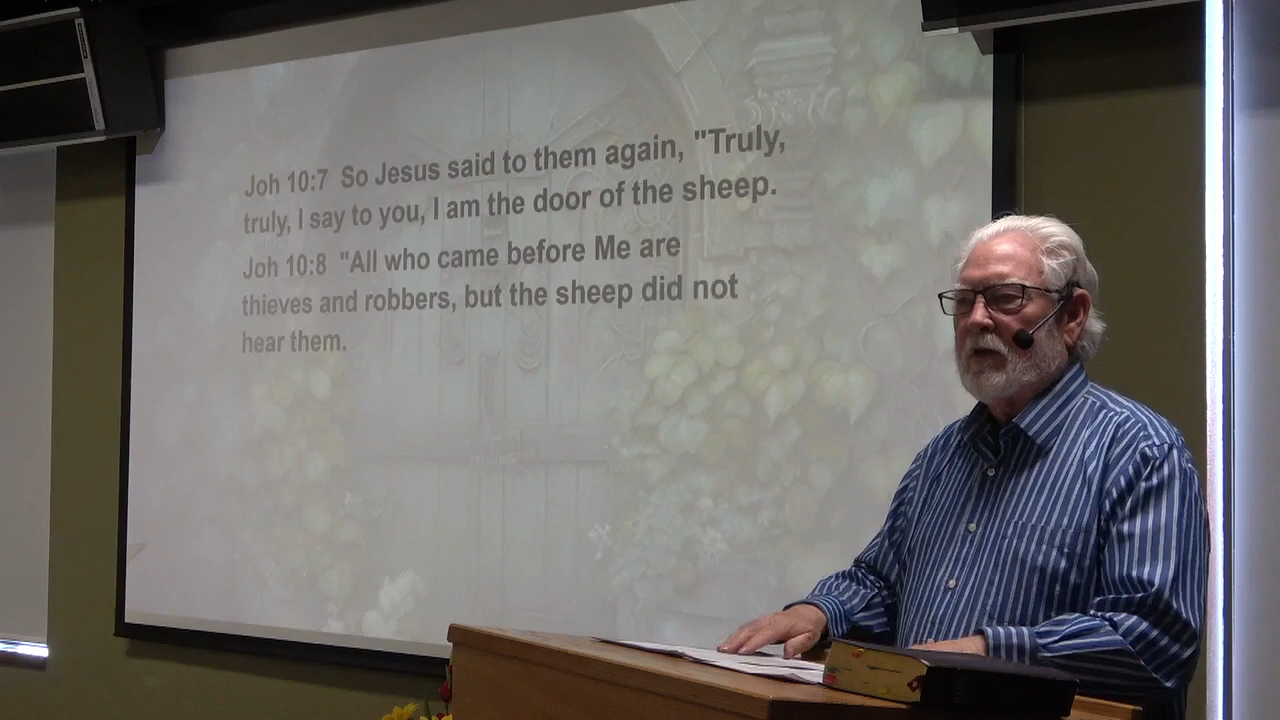 Joh 10:7 So Jesus said to them again, "Truly,
truly, I say to you, I am the door of the sheep.
Joh 10:8 "All who came before Me are
thieves and robbers, but the sheep did not
hear them.